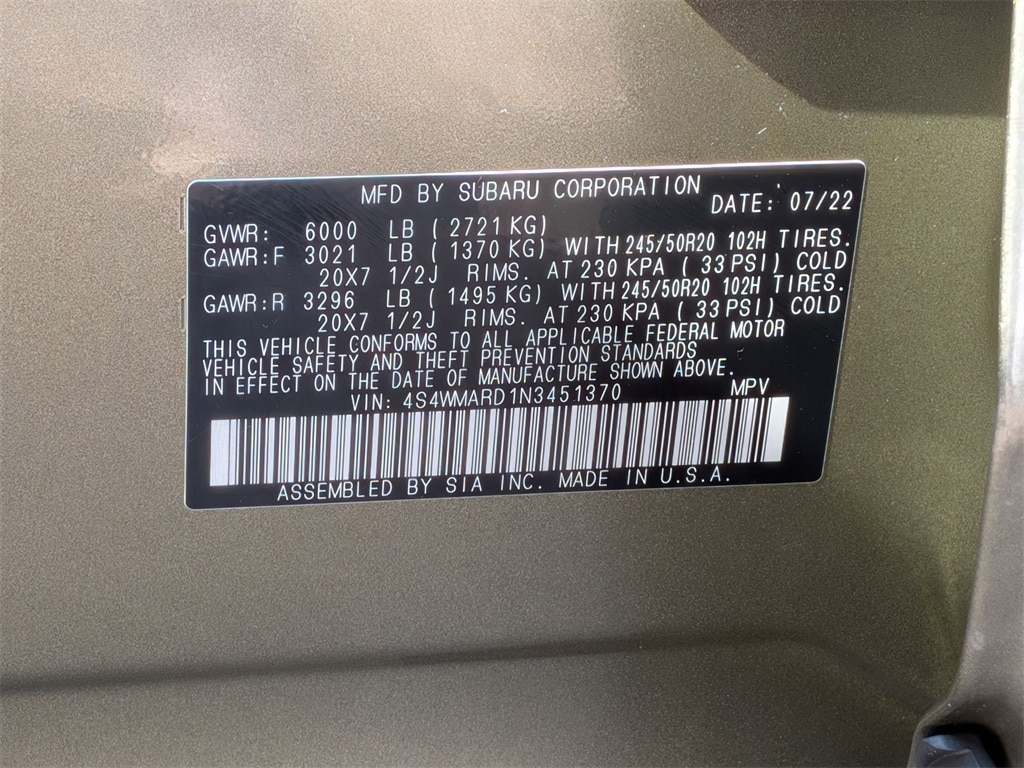 MFD BY SUBARU CORPORATION DATE: 07/22
GVWR: 6000 LB (2721 KG)
GAWR:F 3021 LB (1370 KG) WITH 245/50R20 102H TIRES.
20X7 1/2J RIMS. AT 230 KPA (33 PSI) COLD
GAWR:R 3296 LB (1495 KG) WITH 245/50R20 102H TIRES.
20X7 1/2J RIMS. AT 230 KPA (33 PSI) COLD
THIS VEHICLE CONFORMS TO ALL APPLICABLE FEDERAL MOTOR
VEHICLE SAFETY AND THEFT PREVENTION STANDARDS
IN EFFECT ON THE DATE OF MANUFACTURE SHOWN ABOVE.
VIN: 4S4WMARD1N3451370 MPV
ASSEMBLED BY SIA INC. MADE IN U.S.A.